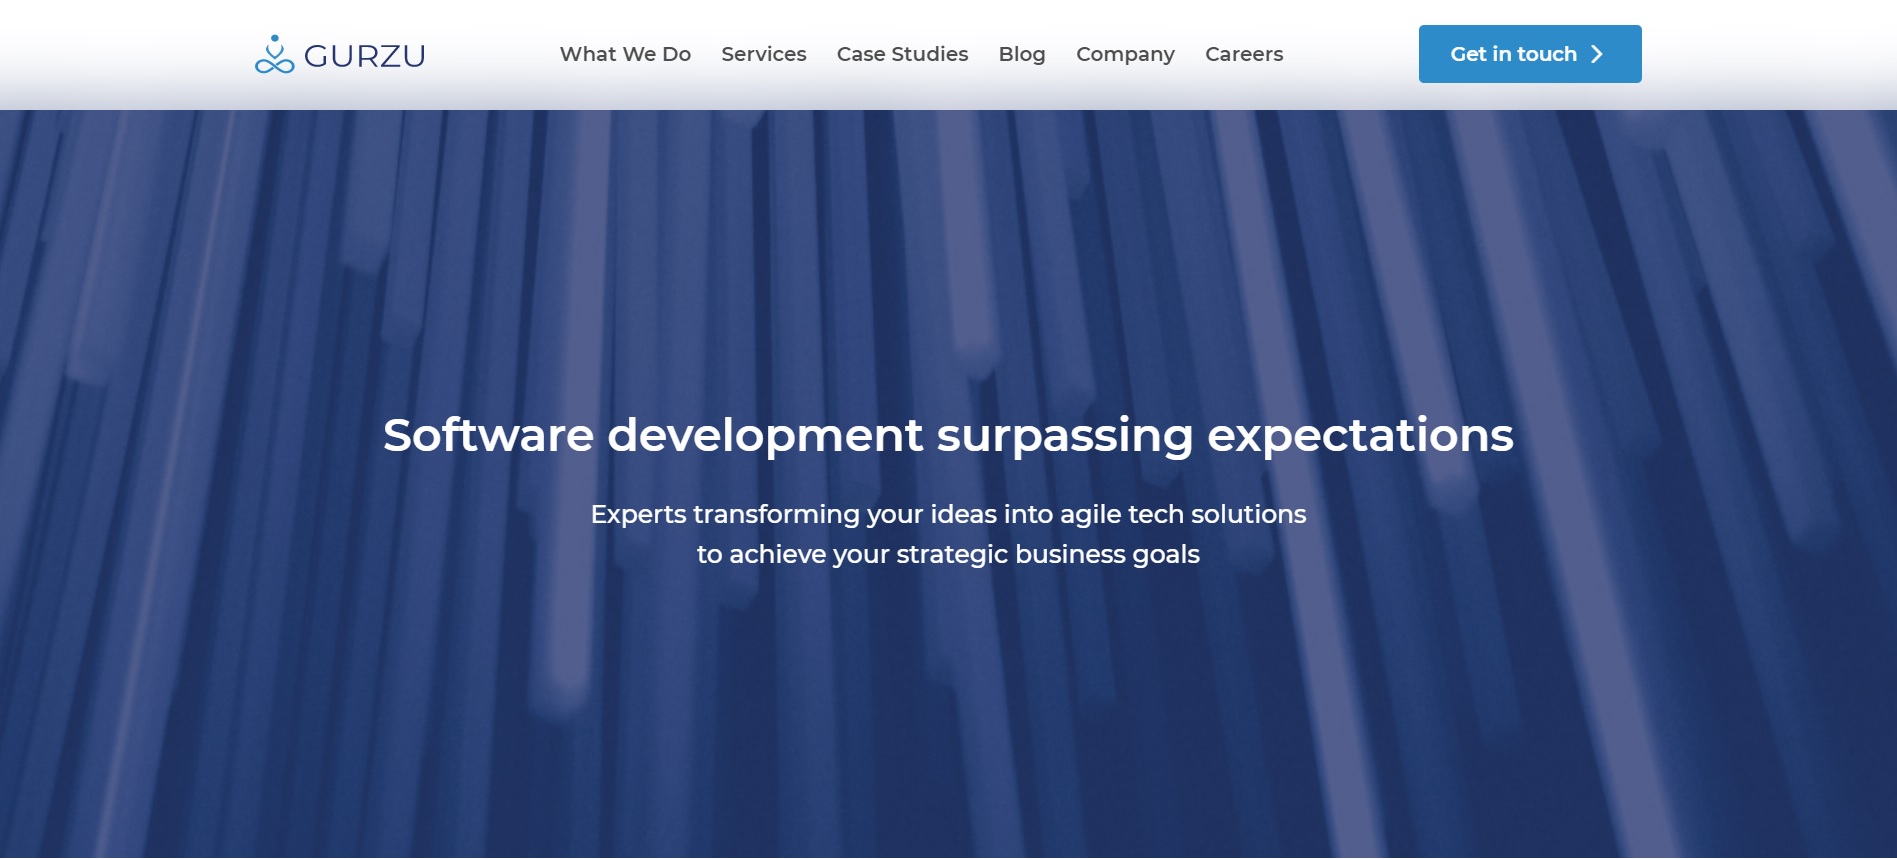 GURZU
What We Do
Services
Case Studies
Blog
Company
Careers
Get in touch
Software development surpassing expectations
Experts transforming your ideas into agile tech solutions
to achieve your strategic business goals